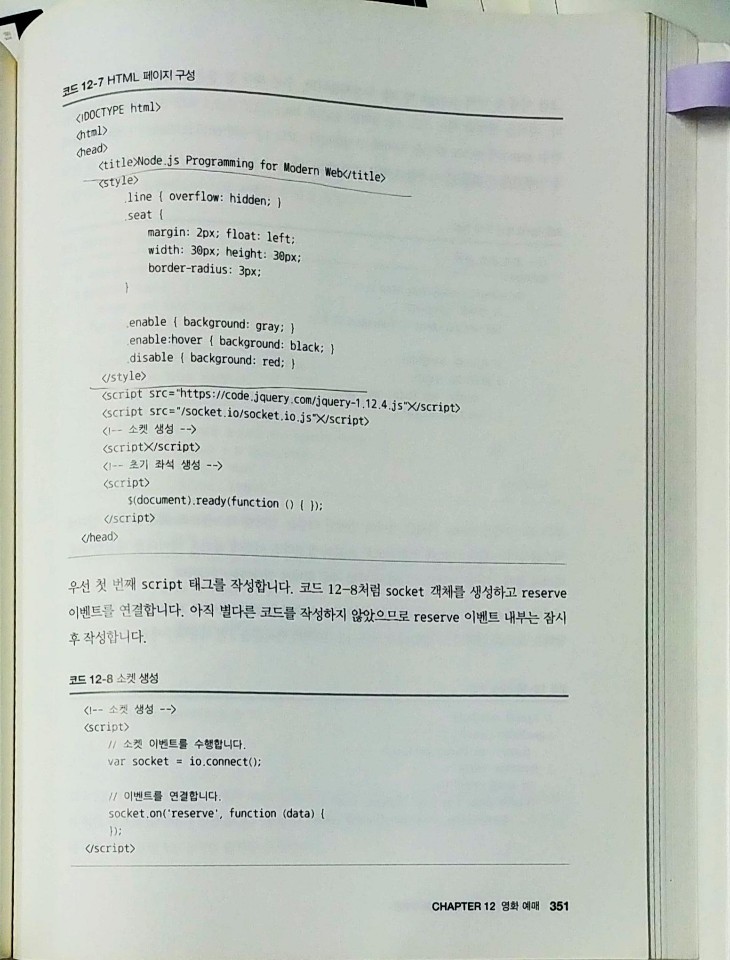 코드 12-7 HTML 페이지 구성
<!DOCTYPE html>
<html>
<head>
<title>Node.js Programming for Modern Web</title>
<style>
.line { overflow: hidden; }
.seat {
margin: 2px; float: left;
width: 30px; height: 30px;
border-radius: 3px;
}
.enable { background: gray; }
.enable:hover { background: black; }
.disable { background: red; }
</style>
<script src="https://code.jquery.com/jquery-1.12.4.js"></script>
<script src="/socket.io/socket.io.js"></script>
<!-- 소켓 생성 -->
<script></script>
<!-- 초기 좌석 생성 -->
<script>
$(document).ready(function () { });
</script>
</head>
우선 첫 번째 script 태그를 작성합니다. 코드 12-8처럼 socket 객체를 생성하고 reserve
이벤트를 연결합니다. 아직 별다른 코드를 작성하지 않았으므로 reserve 이벤트 내부는 잠시
후 작성합니다.
코드 12-8 소켓 생성
<!-- 소켓 생성 -->
<script>
// 소켓 이벤트를 수행합니다.
var socket = io.connect();
// 이벤트를 연결합니다.
socket.on('reserve', function (data) {
});
</script>
CHAPTER 12 영화 예매 351